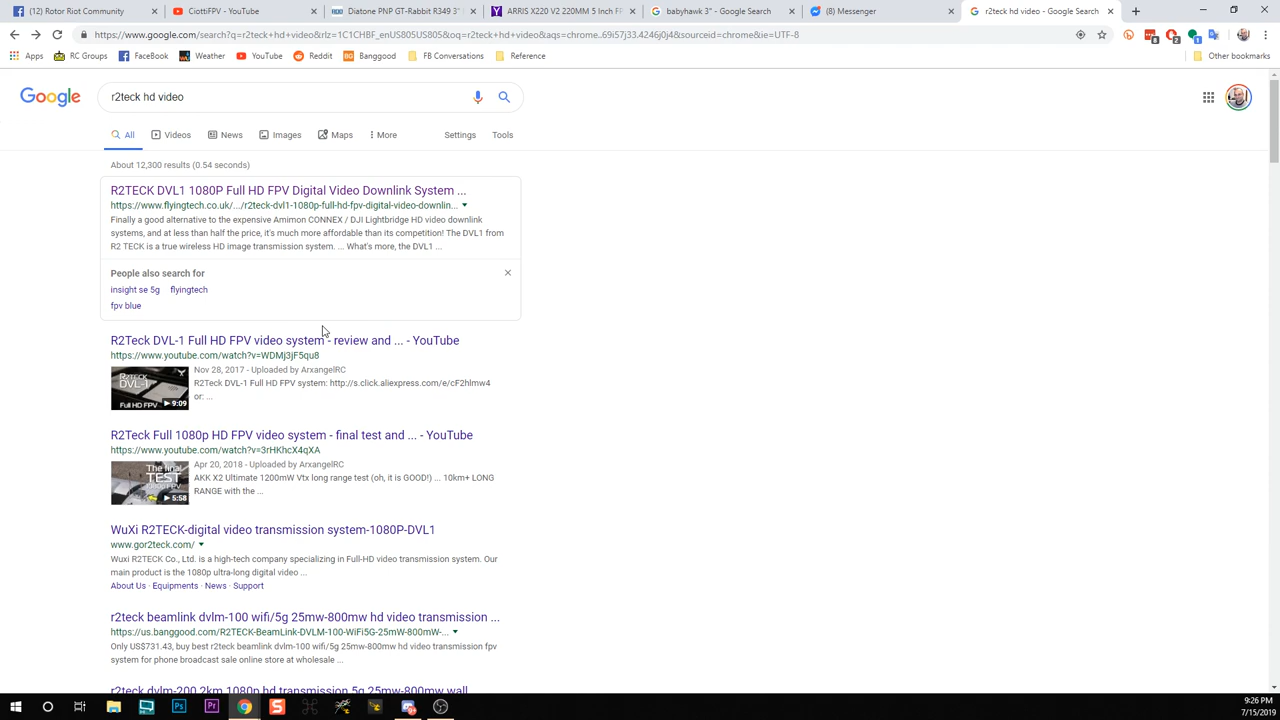 (12) Rotor Riot Community
CiottiFPV - YouTube
Diatone PNP GT-Rabbit R349 3" S
ARRIS X220 V2 220MM 5 Inch FP
babyhawk 3" - Google Search
(8) Messenger
r2teck hd video - Google Search
https://www.google.com/search?q=r2teck+hd+video&rlz=1C1CHBF_enUS805US805&oq=r2teck+hd+video&aqs=chrome..69i57j33.4246j0j4&sourceid=chrome&ie=UTF-8
8
2
1
Apps
RC Groups
FaceBook
Weather
YouTube
Reddit
Banggood
FB Conversations
Reference
Other bookmarks
Google
r2teck hd video
All
Videos
News
Images
Maps
More
Settings
Tools
About 12,300 results (0.54 seconds)
R2TECK DVL1 1080P Full HD FPV Digital Video Downlink System ...
https://www.flyingtech.co.uk/.../r2teck-dvl1-1080p-full-hd-fpv-digital-video-downlin...
Finally a good alternative to the expensive Amimon CONNEX / DJI Lightbridge HD video downlink
systems, and at less than half the price, it's much more affordable than its competition! The DVL1 from
R2 TECK is a true wireless HD image transmission system. ... What's more, the DVL1 ...
People also search for
insight se 5g flyingtech
fpv blue
R2Teck DVL-1 Full HD FPV video system - review and ... - YouTube
https://www.youtube.com/watch?v=WDMj3jF5qu8
Nov 28, 2017 - Uploaded by ArxangelRC
R2Teck DVL-1 Full HD FPV system: http://s.click.aliexpress.com/e/cF2hlmw4
or: ...
R2TECK
DVL-1
Full HD FPV
9:09
R2Teck Full 1080p HD FPV video system - final test and ... - YouTube
https://www.youtube.com/watch?v=3rHKhcX4qXA
Apr 20, 2018 - Uploaded by ArxangelRC
AKK X2 Ultimate 1200mW Vtx long range test (oh, it is GOOD!) ... 10km+ LONG
RANGE with the ...
The final
TEST
5:58
WuXi R2TECK-digital video transmission system-1080P-DVL1
www.gor2teck.com/
Wuxi R2TECK Co., Ltd. is a high-tech company specializing in Full-HD video transmission system. Our
main product is the 1080p ultra-long digital video ...
About Us · Equipments · News · Support
r2teck beamlink dvlm-100 wifi/5g 25mw-800mw hd video transmission ...
https://us.banggood.com/R2TECK-BeamLink-DVLM-100-WiFi5G-25mW-800mW-...
Only US$731.43, buy best r2teck beamlink dvlm-100 wifi/5g 25mw-800mw hd video transmission fpv
system for phone broadcast sale online store at wholesale ...
r2teck dvlm-200 2km 1080p hd transmission 5g 25mw-800mw wall
9:26 PM
7/15/2019